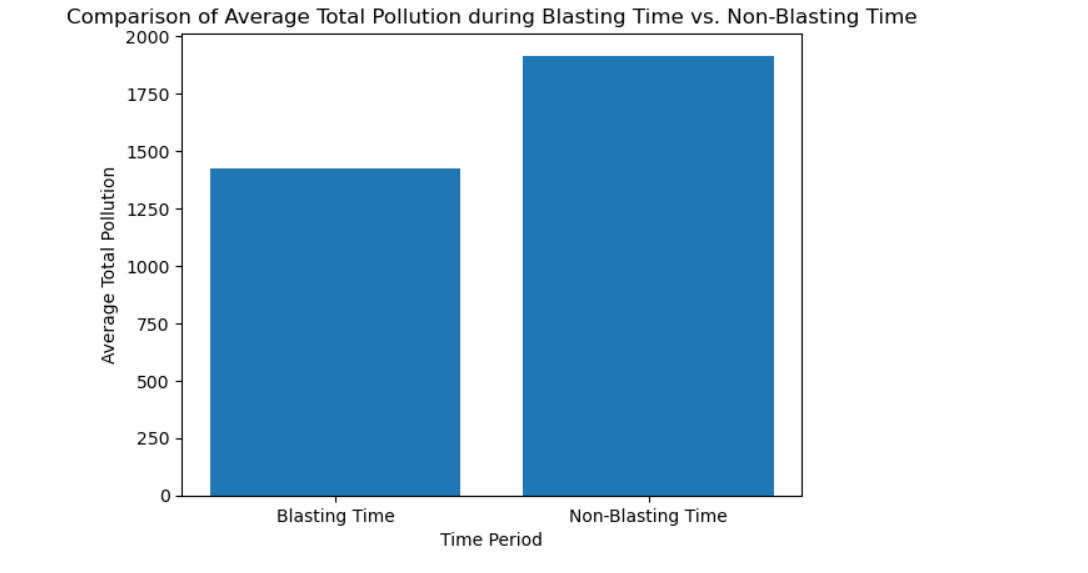 Comparison of Average Total Pollution during Blasting Time vs. Non-Blasting Time
2000
1750
1500
1250
1000
750
500
250
0
Average Total Pollution
Blasting Time
Non-Blasting Time
Time Period